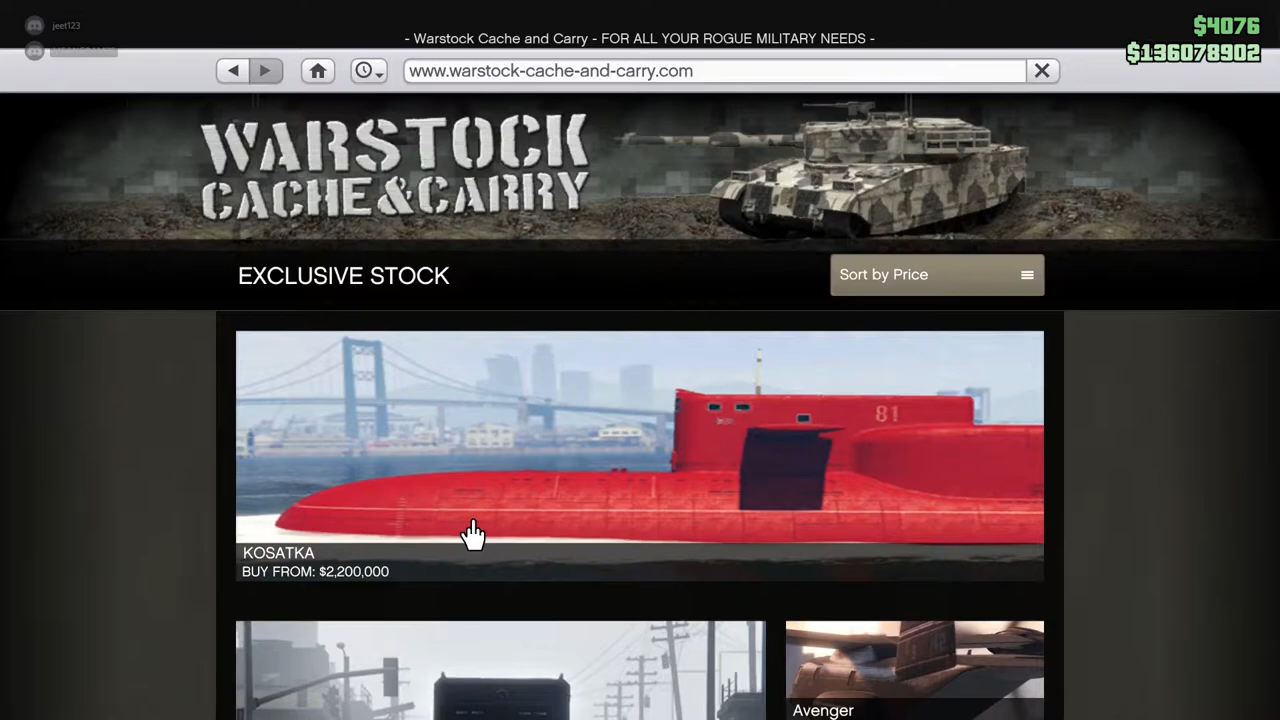 jeet123
- Warstock Cache and Carry - FOR ALL YOUR ROGUE MILITARY NEEDS -
$4076
$136078902
www.warstock-cache-and-carry.com
WARSTOCK
CACHE&CARRY
EXCLUSIVE STOCK
Sort by Price
81
KOSATKA
BUY FROM: $2,200,000
Avenger